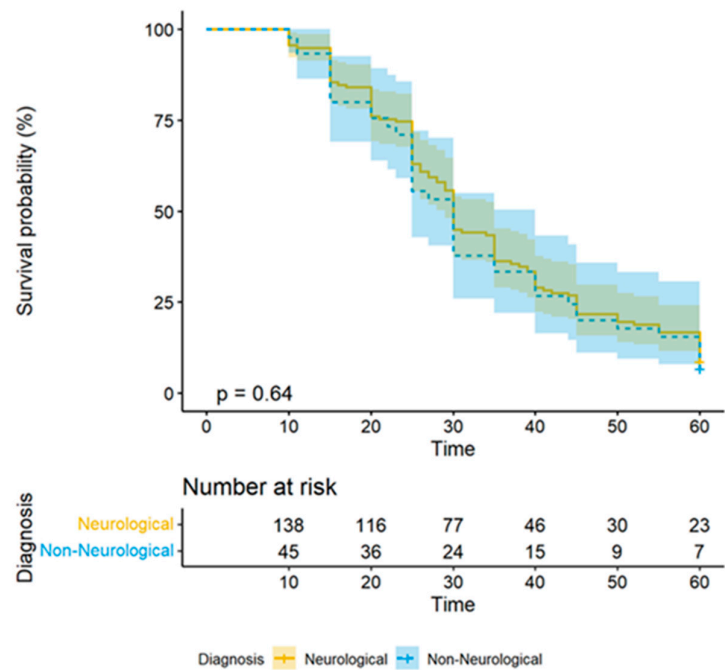 Survival probability (%)
100
75
50
25
0
p = 0.64
0 10 20 30 40 50 60
Time
Number at risk
Diagnosis
Neurological 138 116 77 46 30 23
Non-Neurological 45 36 24 15 9 7
10 20 30 40 50 60
Time
Diagnosis Neurological Non-Neurological